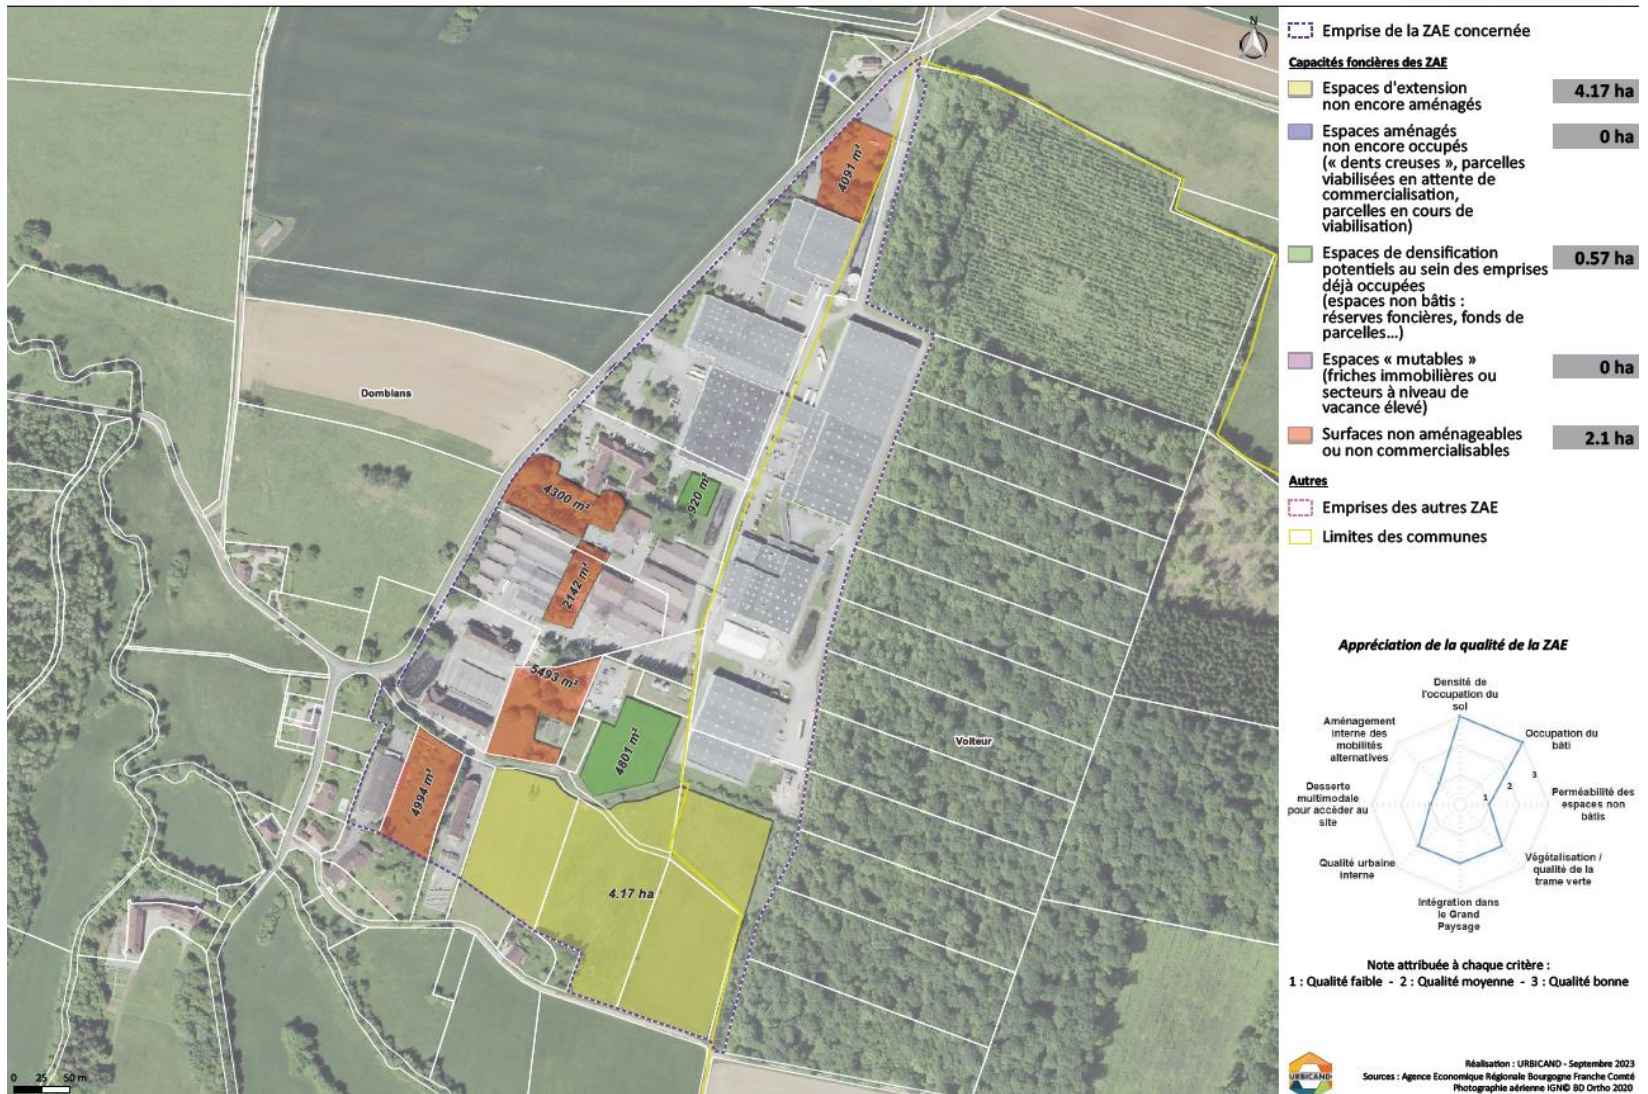 N
4091 m²
Domblans
4300 m²
920 m²
2142 m²
5493 m²
4801 m²
4994 m²
Voiteur
4.17 ha
0 25 50 m
Emprise de la ZAE concernée
Capacités foncières des ZAE
Espaces d'extension
non encore aménagés
4.17 ha
Espaces aménagés
non encore occupés
(« dents creuses », parcelles
viabilisées en attente de
commercialisation,
parcelles en cours de
viabilisation)
0 ha
Espaces de densification
potentiels au sein des emprises
déjà occupées
(espaces non bâtis :
réserves foncières, fonds de
parcelles...)
0.57 ha
Espaces « mutables »
(friches immobilières ou
secteurs à niveau de
vacance élevé)
0 ha
Surfaces non aménageables
ou non commercialisables
2.1 ha
Autres
Emprises des autres ZAE
Limites des communes
Appréciation de la qualité de la ZAE
Densité de
l'occupation du
sol
Aménagement
interne des
mobilités
alternatives
Occupation du
bâti
Desserte
multimodale
pour accéder au
site
1
2
3
Perméabilité des
espaces non
bâtis
Qualité urbaine
interne
Végétalisation /
qualité de la
trame verte
Intégration dans
le Grand
Paysage
Note attribuée à chaque critère :
1 : Qualité faible - 2 : Qualité moyenne - 3 : Qualité bonne
URBICAND
Réalisation : URBICAND - Septembre 2023
Sources : Agence Economique Régionale Bourgogne Franche Comté
Photographie aérienne IGN© BD Ortho 2020